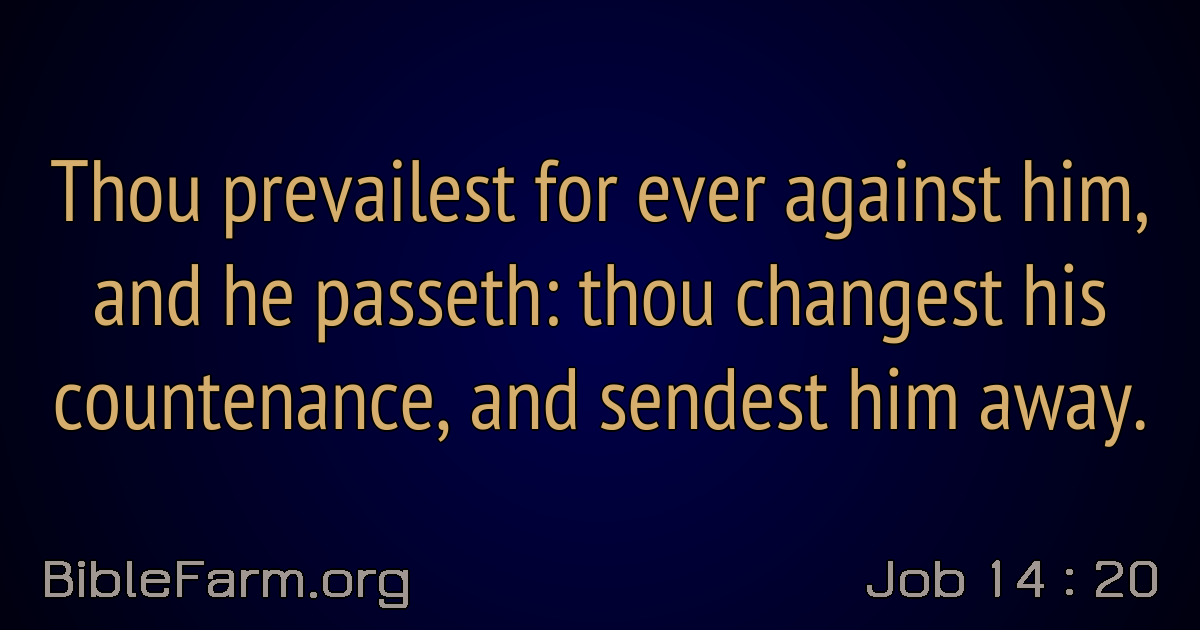 Thou prevailest for ever against him,
and he passeth: thou changest his
countenance, and sendest him away.
BibleFarm.org
Job 14 : 20